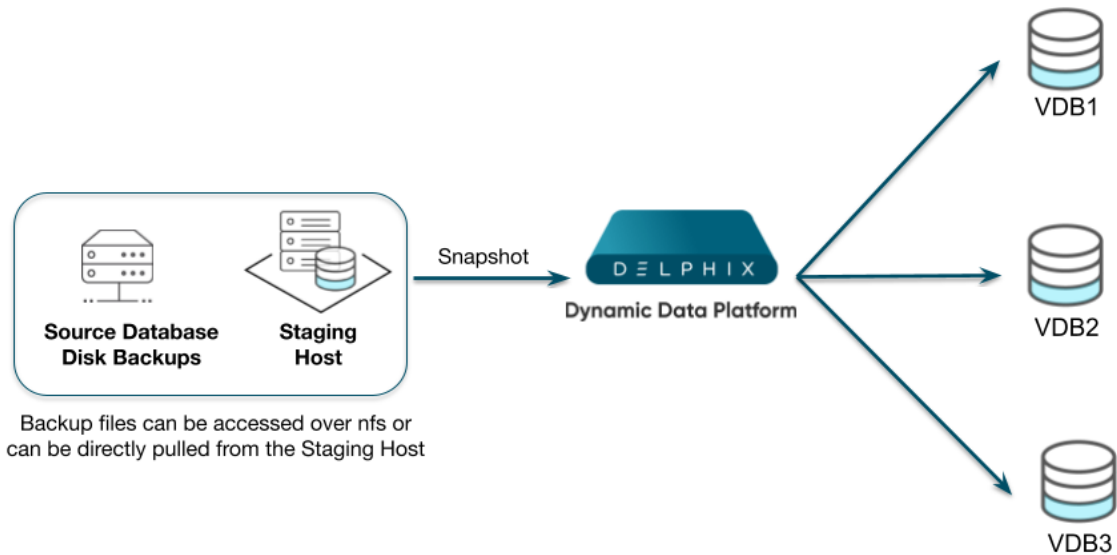 VDB1
Source Database
Disk Backups
Staging
Host
Snapshot
DELPHIX
Dynamic Data Platform
VDB2
Backup files can be accessed over nfs or
can be directly pulled from the Staging Host
VDB3